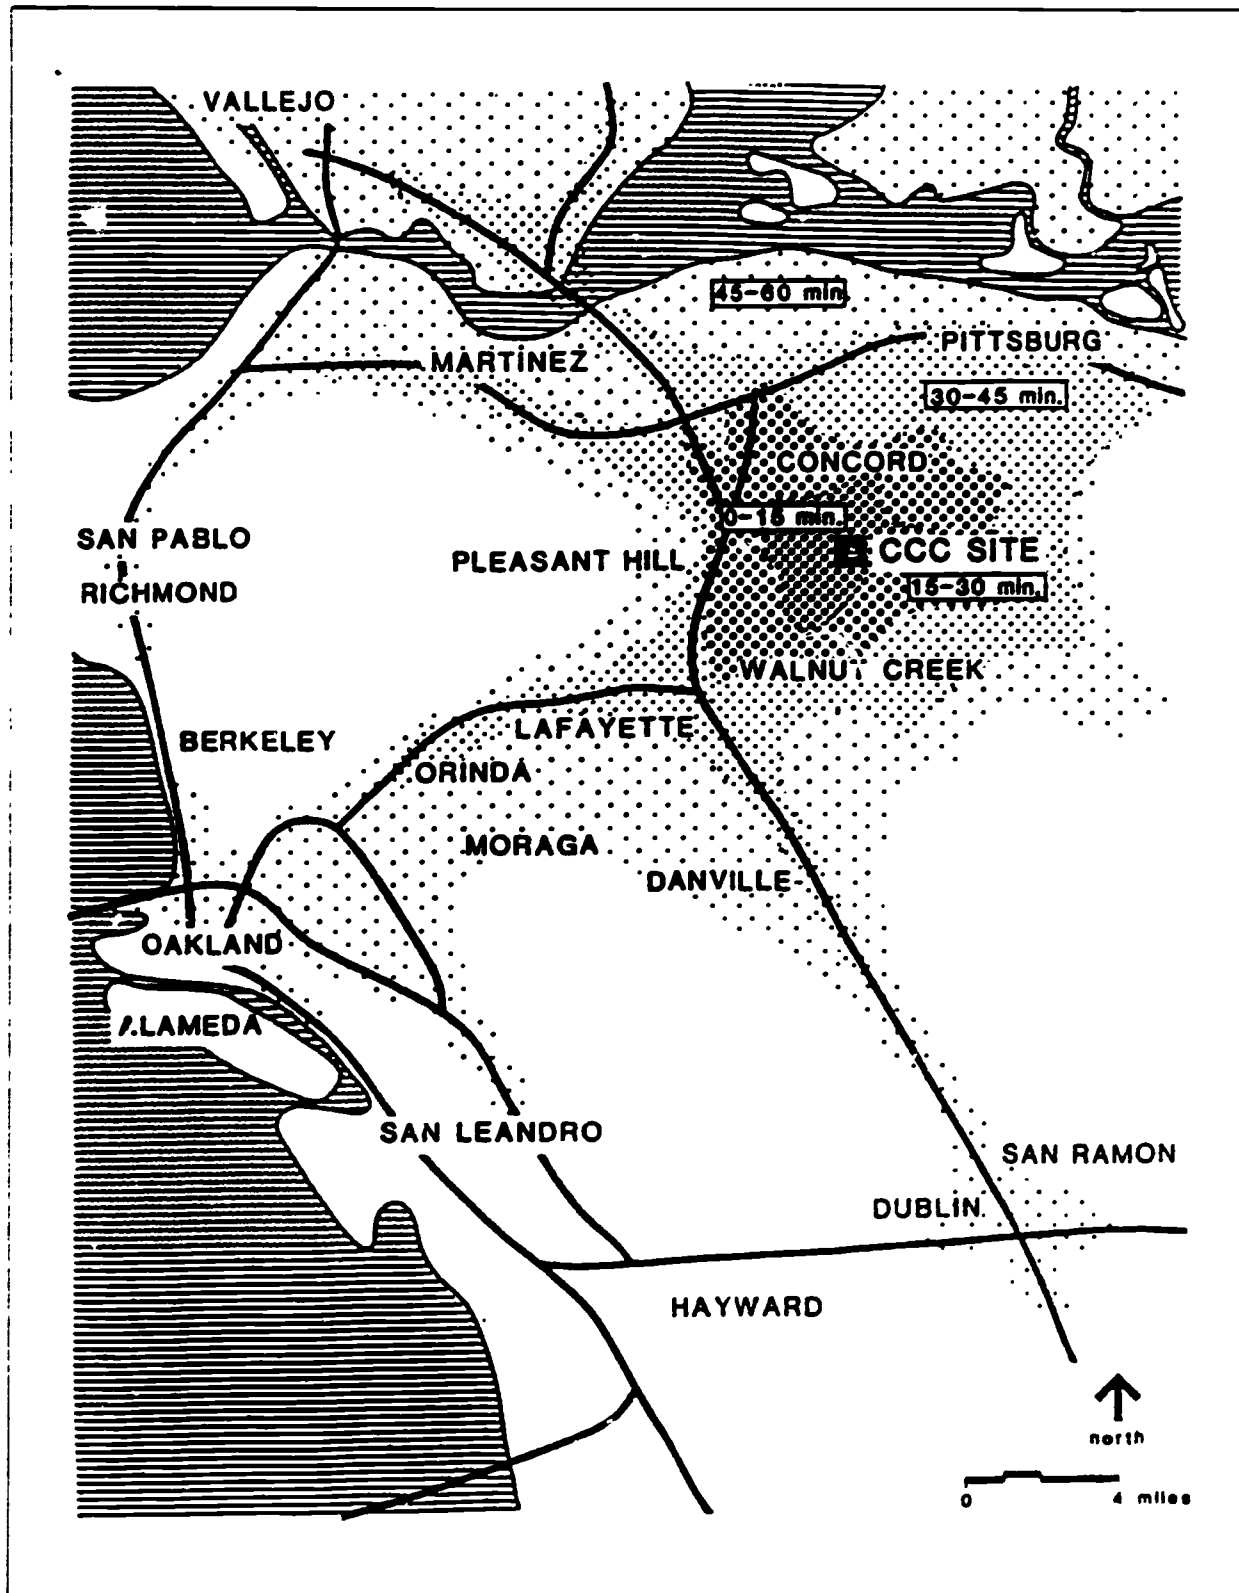 VALLEJO
45-60 min.
MARTINEZ
PITTSBURG
30-45 min.
CONCORD
0-15 min.
SAN PABLO
CCC SITE
PLEASANT HILL
15-30 min.
RICHMOND
WALNUT CREEK
LAFAYETTE
BERKELEY
ORINDA
MORAGA
DANVILLE
OAKLAND
ALAMEDA
SAN LEANDRO
SAN RAMON
DUBLIN
HAYWARD
north
0 4 miles